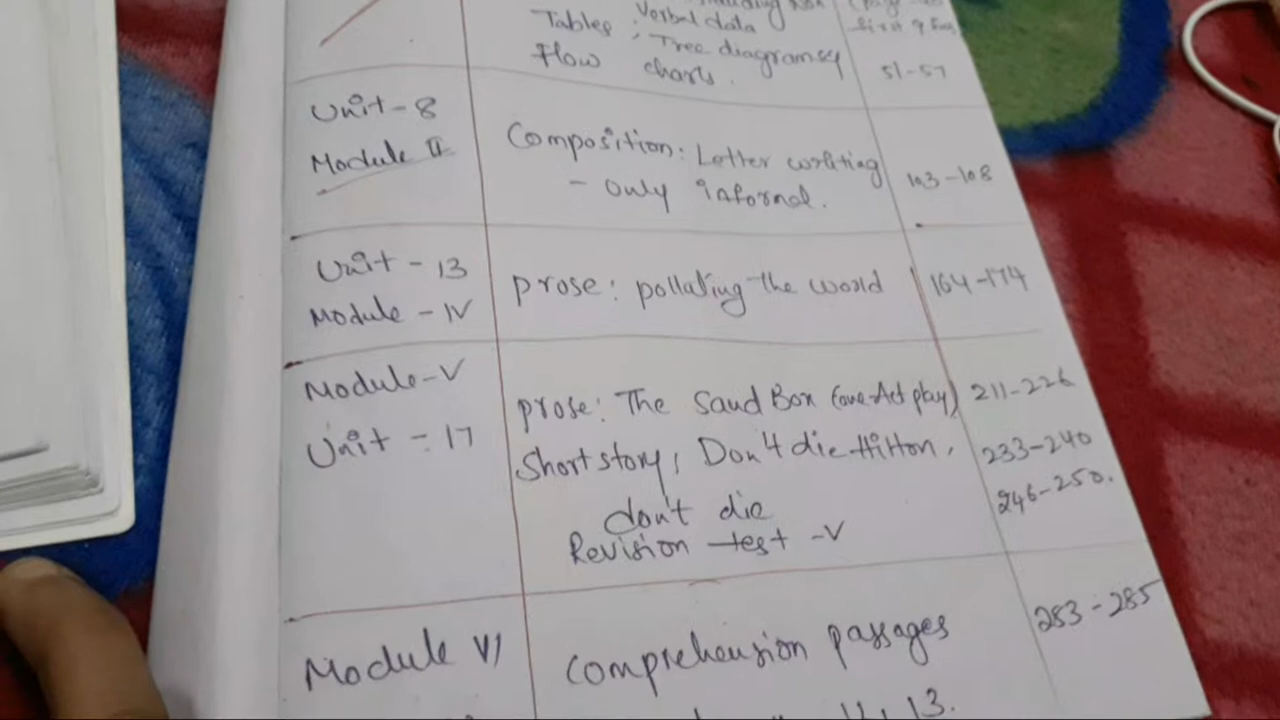 Tables, Verbal data
Tree diagrams,
Flow charts.
51-57
Unit-8
Module II
Composition: Letter writing
- only informal.
103-108
Unit - 13
Module - IV
prose: polluting the world
164-174
Module-V
Unit - 17
prose: The Sand Box (one-Act play)
211-226
Short story, Don't die Hinton,
233-240
don't die
246-250.
Revision test -V
Module VI
Comprehension passages
283-285
13.